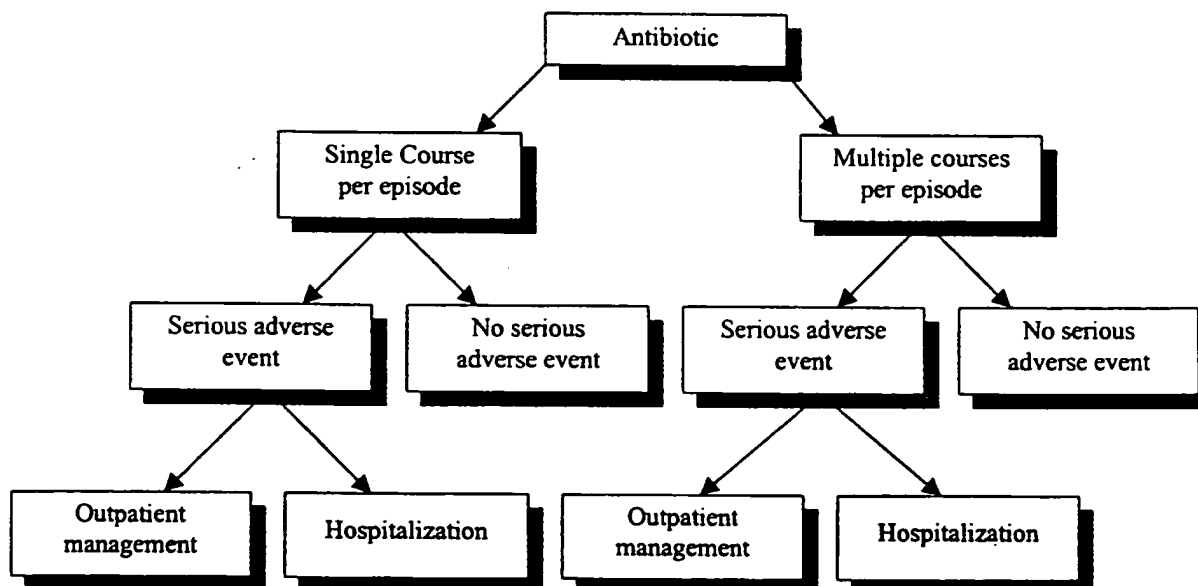 Antibiotic
Single Course
per episode
Multiple courses
per episode
Serious adverse
event
No serious
adverse event
Serious adverse
event
No serious
adverse event
Outpatient
management
Hospitalization
Outpatient
management
Hospitalization